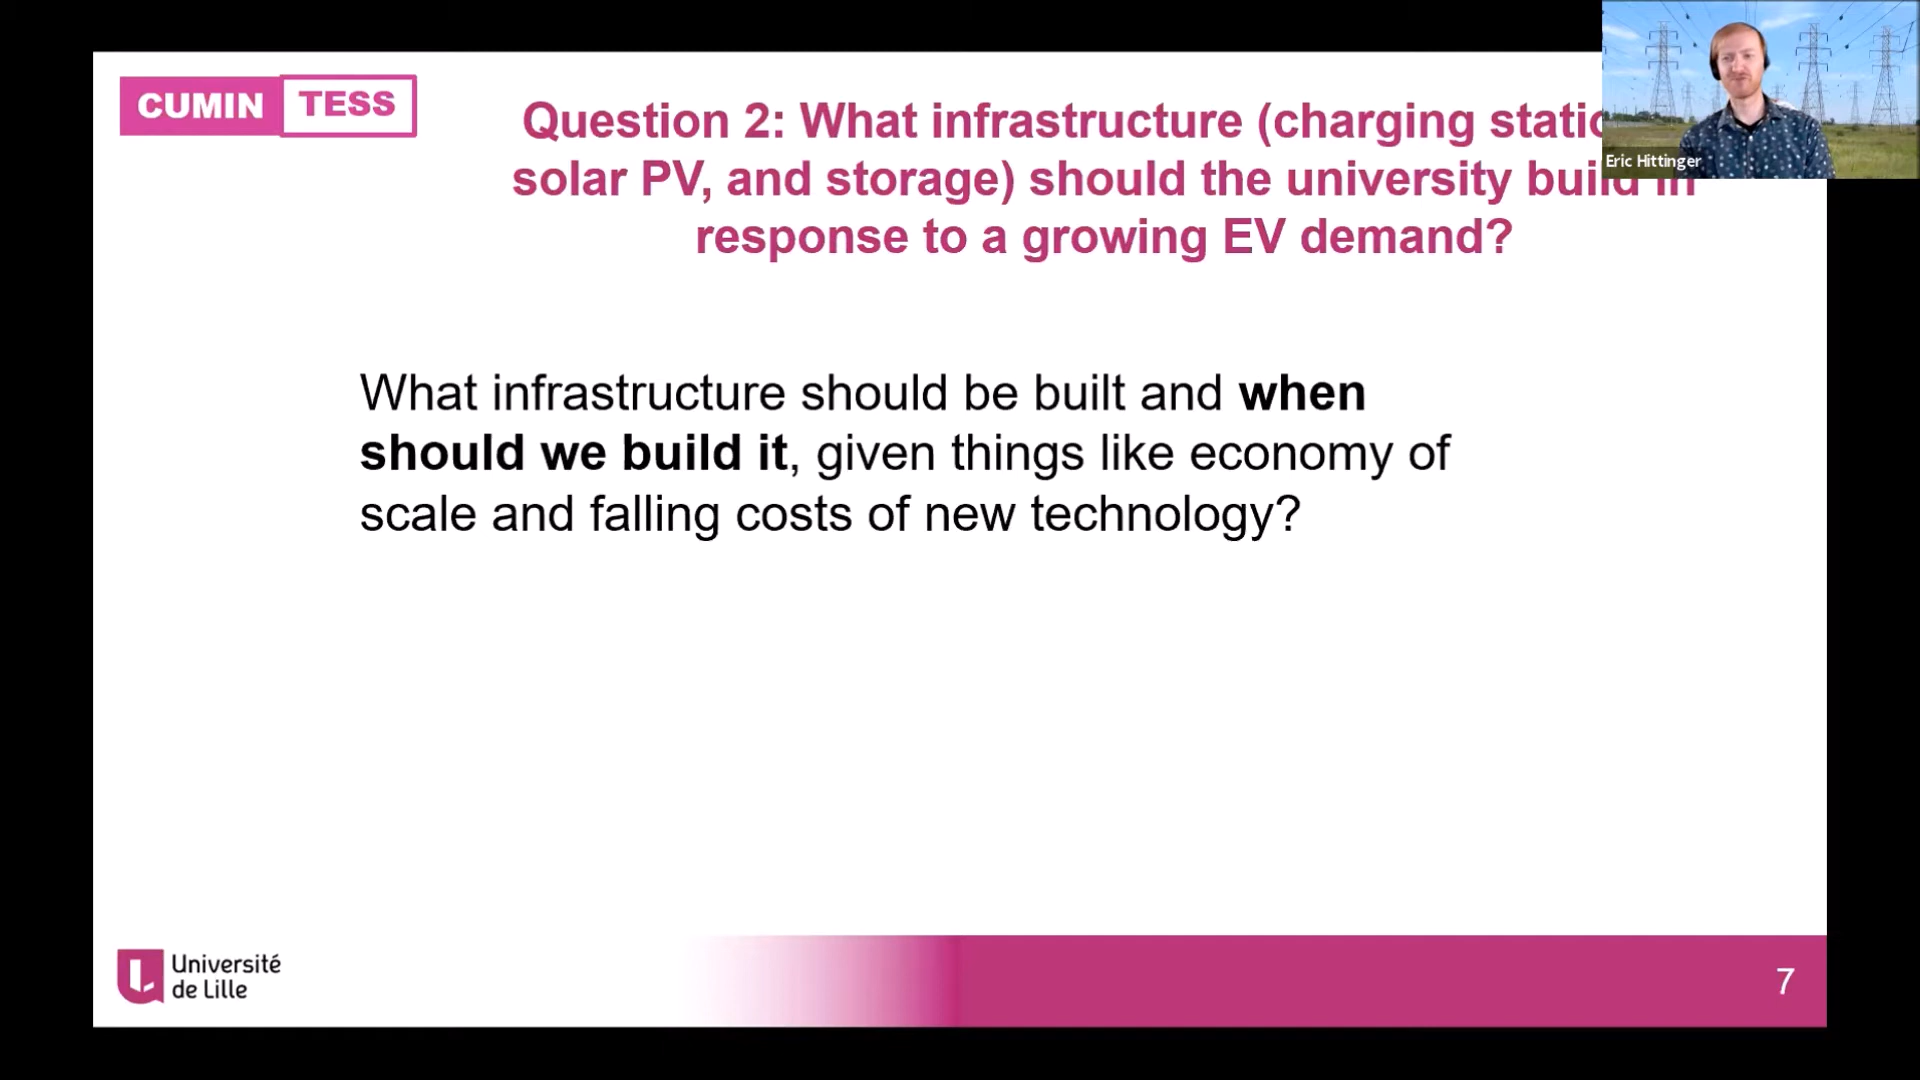 CUMIN TESS
Question 2: What infrastructure (charging
solar PV, and storage) should the university build in
response to a growing EV demand?
Eric Hittinger
What infrastructure should be built and when
should we build it, given things like economy of
scale and falling costs of new technology?
Université
de Lille
7